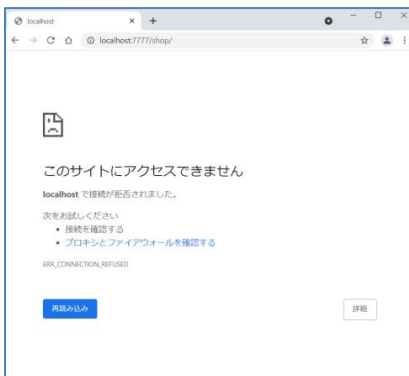 localhost
localhost:7777/shop/
このサイトにアクセスできません
localhost で接続が拒否されました。
次をお試しください
• 接続を確認する
• プロキシとファイアウォールを確認する
ERR_CONNECTION_REFUSED
再読み込み
詳細